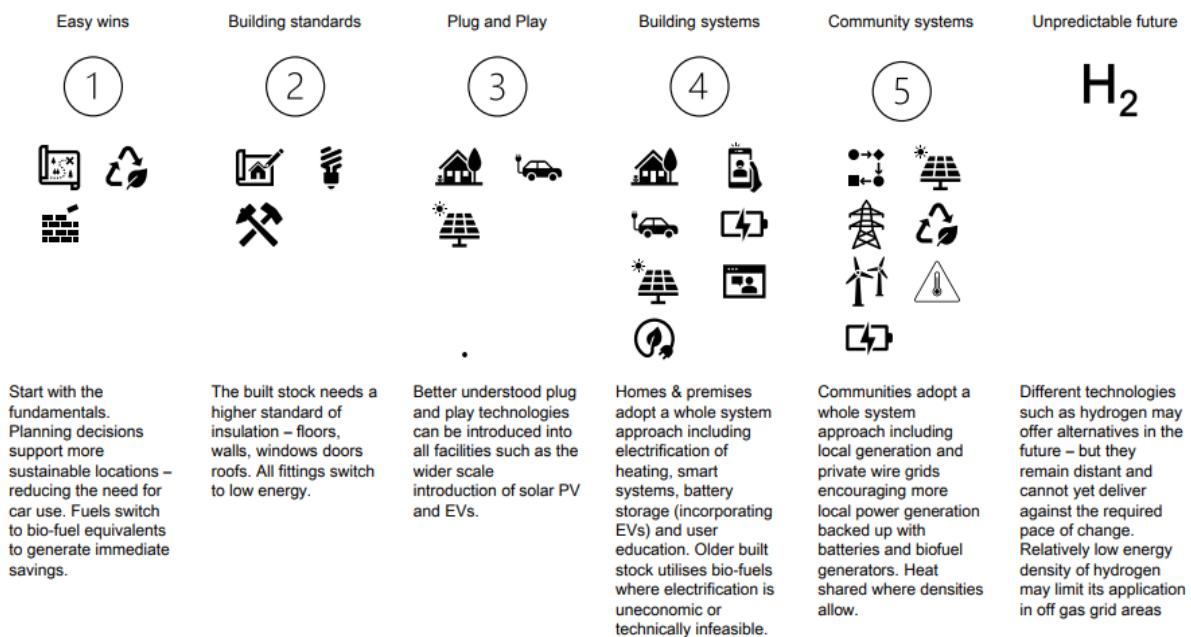 Easy wins
Building standards
Plug and Play
Building systems
Community systems
Unpredictable future
1
2
3
4
5
H₂
Start with the
fundamentals.
Planning decisions
support more
sustainable locations –
reducing the need for
car use. Fuels switch
to bio-fuel equivalents
to generate immediate
savings.
The built stock needs a
higher standard of
insulation – floors,
walls, windows doors
roofs. All fittings switch
to low energy.
Better understood plug
and play technologies
can be introduced into
all facilities such as the
wider scale
introduction of solar PV
and EVs.
Homes & premises
adopt a whole system
approach including
electrification of
heating, smart
systems, battery
storage (incorporating
EVs) and user
education. Older built
stock utilises bio-fuels
where electrification is
uneconomic or
technically infeasible.
Communities adopt a
whole system
approach including
local generation and
private wire grids
encouraging more
local power generation
backed up with
batteries and biofuel
generators. Heat
shared where densities
allow.
Different technologies
such as hydrogen may
offer alternatives in the
future – but they
remain distant and
cannot yet deliver
against the required
pace of change.
Relatively low energy
density of hydrogen
may limit its application
in off gas grid areas